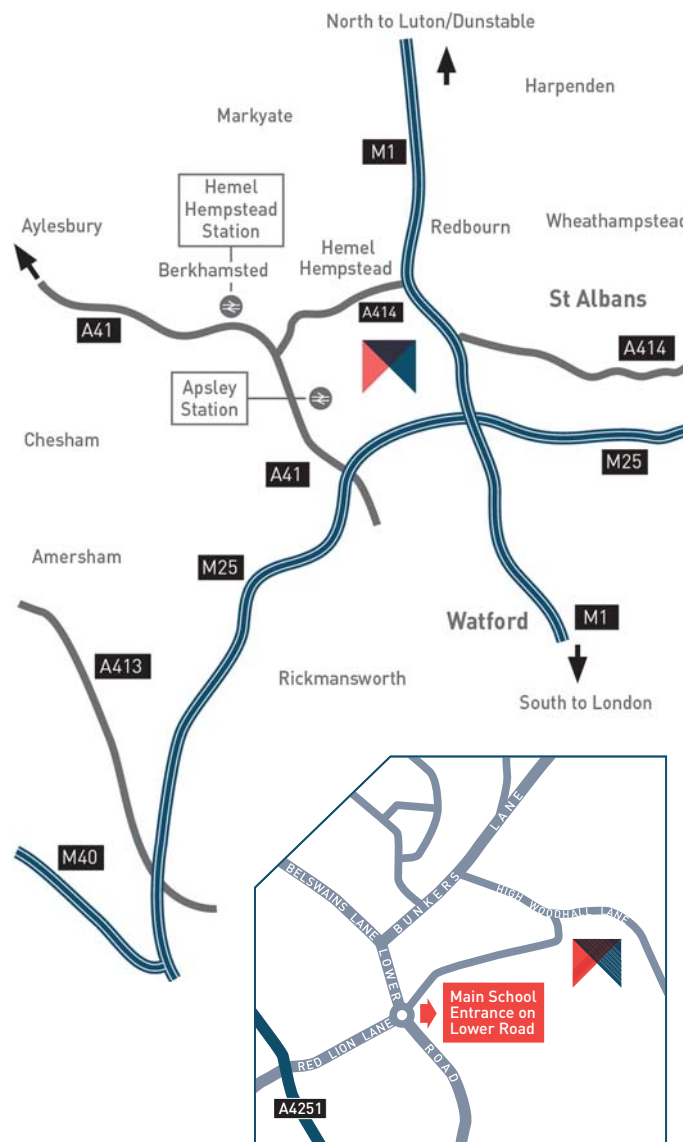 North to Luton/Dunstable
Harpenden
Markyate
M1
Hemel
Hempstead
Station
Aylesbury
Redbourn
Wheathampstead
Hemel
Hempstead
Berkhamsted
St Albans
A414
A41
A414
Apsley
Station
Chesham
A41
M25
Amersham
M25
Watford
M1
A413
Rickmansworth
South to London
M40
BUNKERS LANE
BELSWAINS LANE
HIGH WOODHALL LANE
LOWER ROAD
Main School
Entrance on
Lower Road
RED LION LANE
A4251